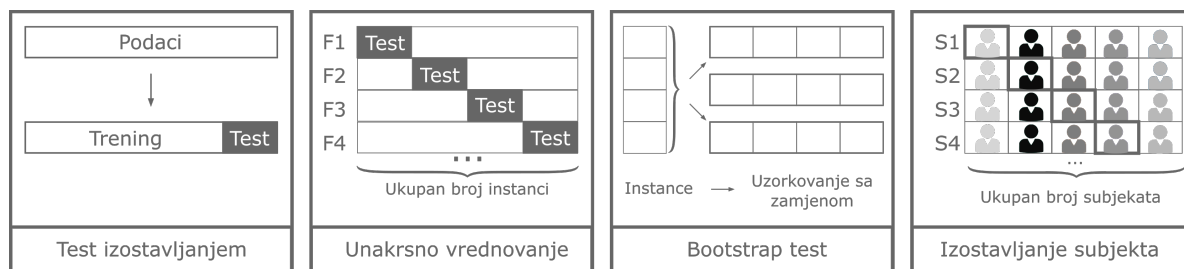 Podaci
Trening
Test
Test izostavljanjem
F1
Test
F2
Test
F3
Test
F4
Test
...
Ukupan broj instanci
Unakrsno vrednovanje
Instance
Uzorkovanje sa
zamjenom
Bootstrap test
S1
S2
S3
S4
...
Ukupan broj subjekata
Izostavljanje subjekta